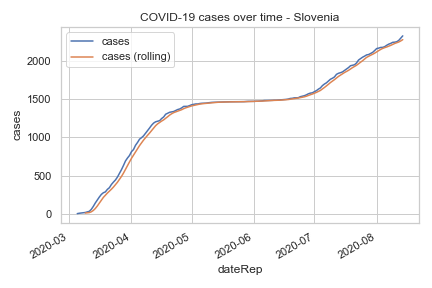 COVID-19 cases over time - Slovenia
cases
cases (rolling)
cases
2000
1500
1000
500
0
2020-03
2020-04
2020-05
2020-06
2020-07
2020-08
dateRep